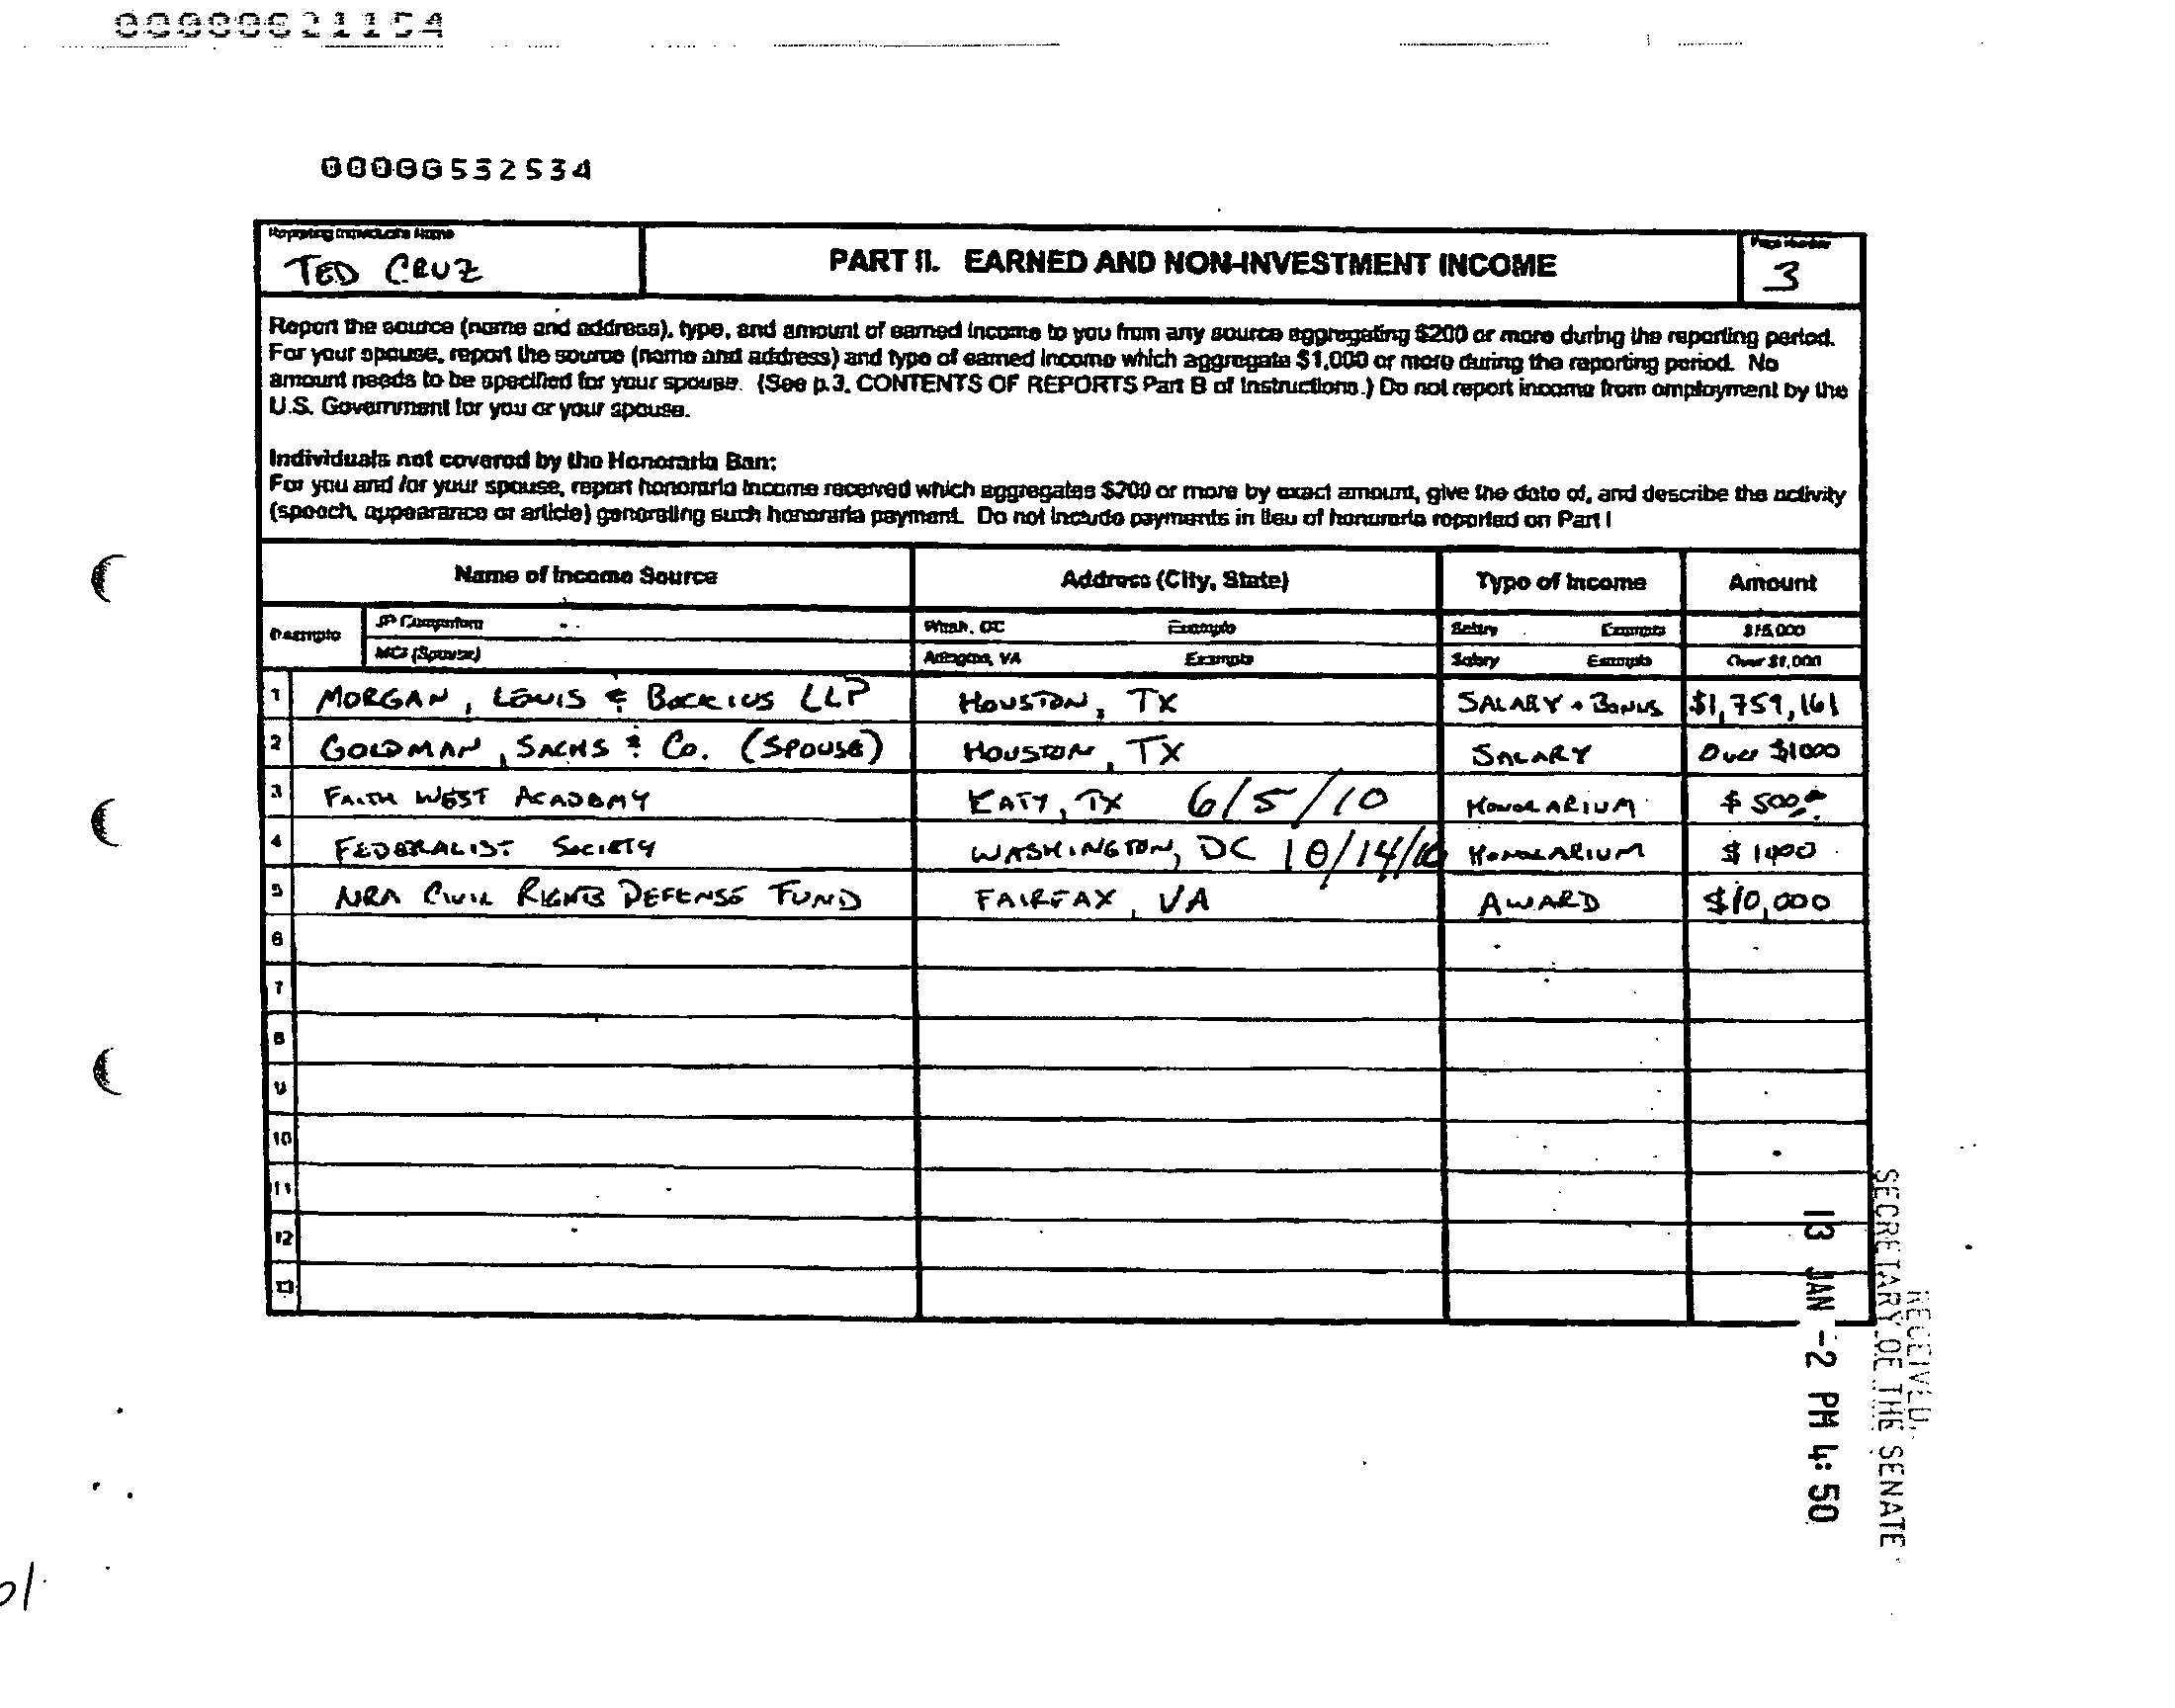 00000532534
Reporting Individual's Name
TED CRUZ
PART II. EARNED AND NON-INVESTMENT INCOME
Page Number
3
Report the source (name and address), type, and amount of earned income to you from any source aggregating $200 or more during the reporting period.
For your spouse, report the source (name and address) and type of earned income which aggregate $1,000 or more during the reporting period. No
amount needs to be specified for your spouse. (See p.3, CONTENTS OF REPORTS Part B of Instructions.) Do not report income from employment by the
U.S. Government for you or your spouse.
Individuals not covered by the Honoraria Ban:
For you and /or your spouse, report honoraria income received which aggregates $200 or more by exact amount, give the date of, and describe the activity
(speech, appearance or article) generating such honoraria payment. Do not include payments in lieu of honoraria reported on Part I
Name of Income Source Address (City, State) Type of Income Amount
Example JP Computers Wash, DC Example Salary Example $15,000
MCI (Spouse) Arlington, VA Example Salary Example Over $1,000
1 MORGAN, LEWIS & BOCKIUS LLP HOUSTON, TX SALARY + BONUS $1,759,161
2 GOLDMAN, SACHS & CO. (SPOUSE) HOUSTON, TX SALARY Over $1000
3 FAITH WEST ACADEMY KATY, TX 6/5/10 HONORARIUM $500
4 FEDERALIST SOCIETY WASHINGTON, DC 10/14/10 HONORARIUM
5 NRA CIVIL RIGHTS DEFENSE FUND FAIRFAX, VA AWARD $10,000
6
7
8
9
10
11
12
13
RECEIVED
SECRETARY OF THE SENATE
13 JAN -2 PM 4:50